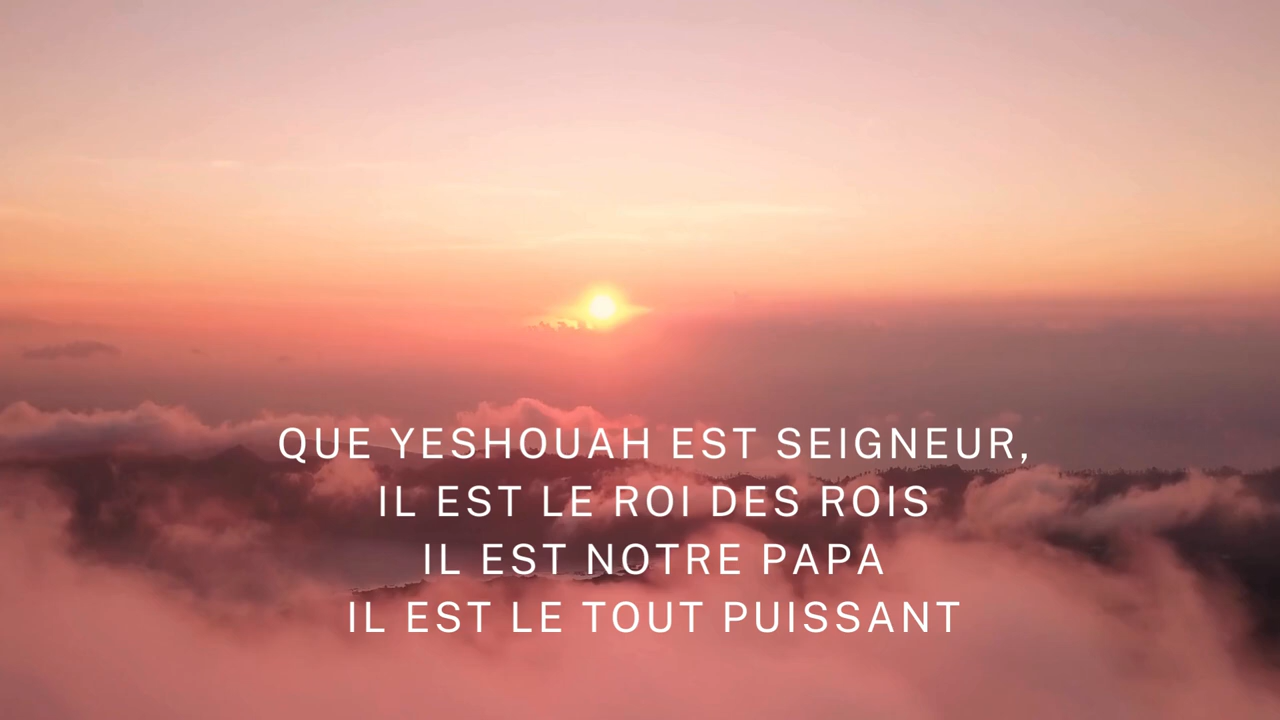 QUE YESHOUAH EST SEIGNEUR,
IL EST LE ROI DES ROIS
IL EST NOTRE PAPA
IL EST LE TOUT PUISSANT